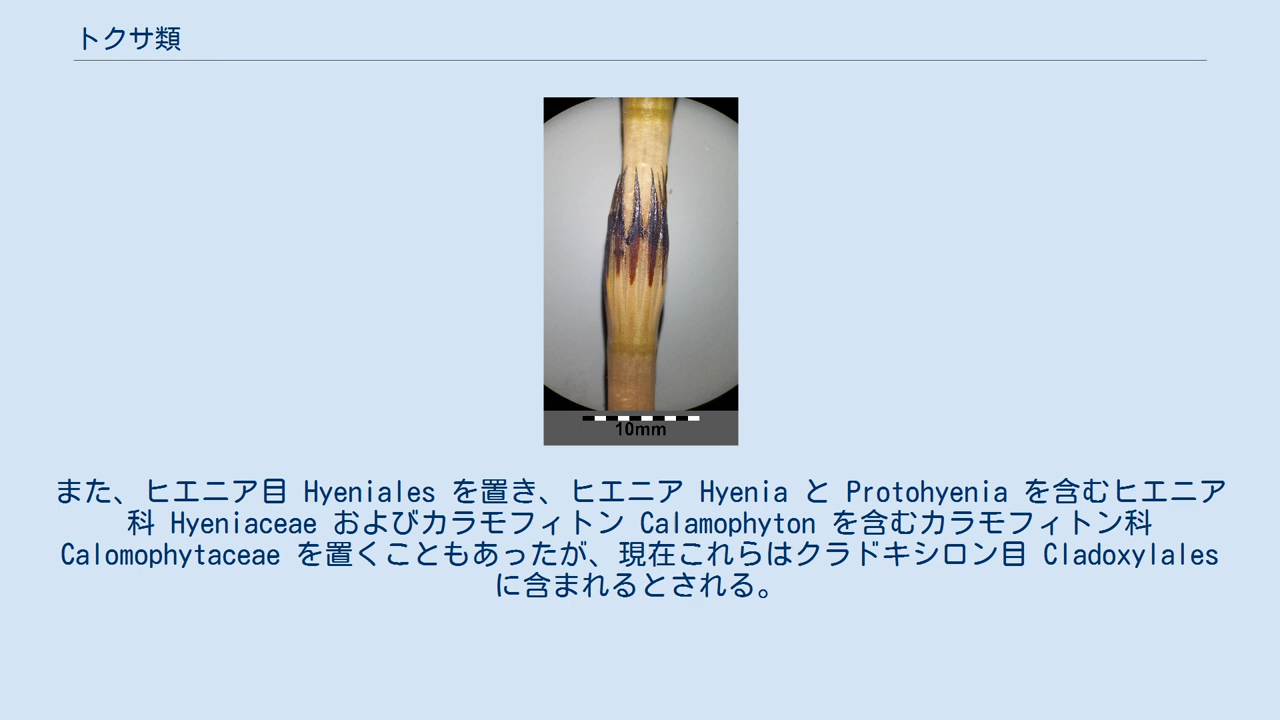 トクサ類
10mm
また、ヒエニア目 Hyeniales を置き、ヒエニア Hyenia と Protohyenia を含むヒエニア
科 Hyeniaceae およびカラモフィトン Calamophyton を含むカラモフィトン科
Calomophytaceae を置くこともあったが、現在これらはクラドキシロン目 Cladoxylales
に含まれるとされる。